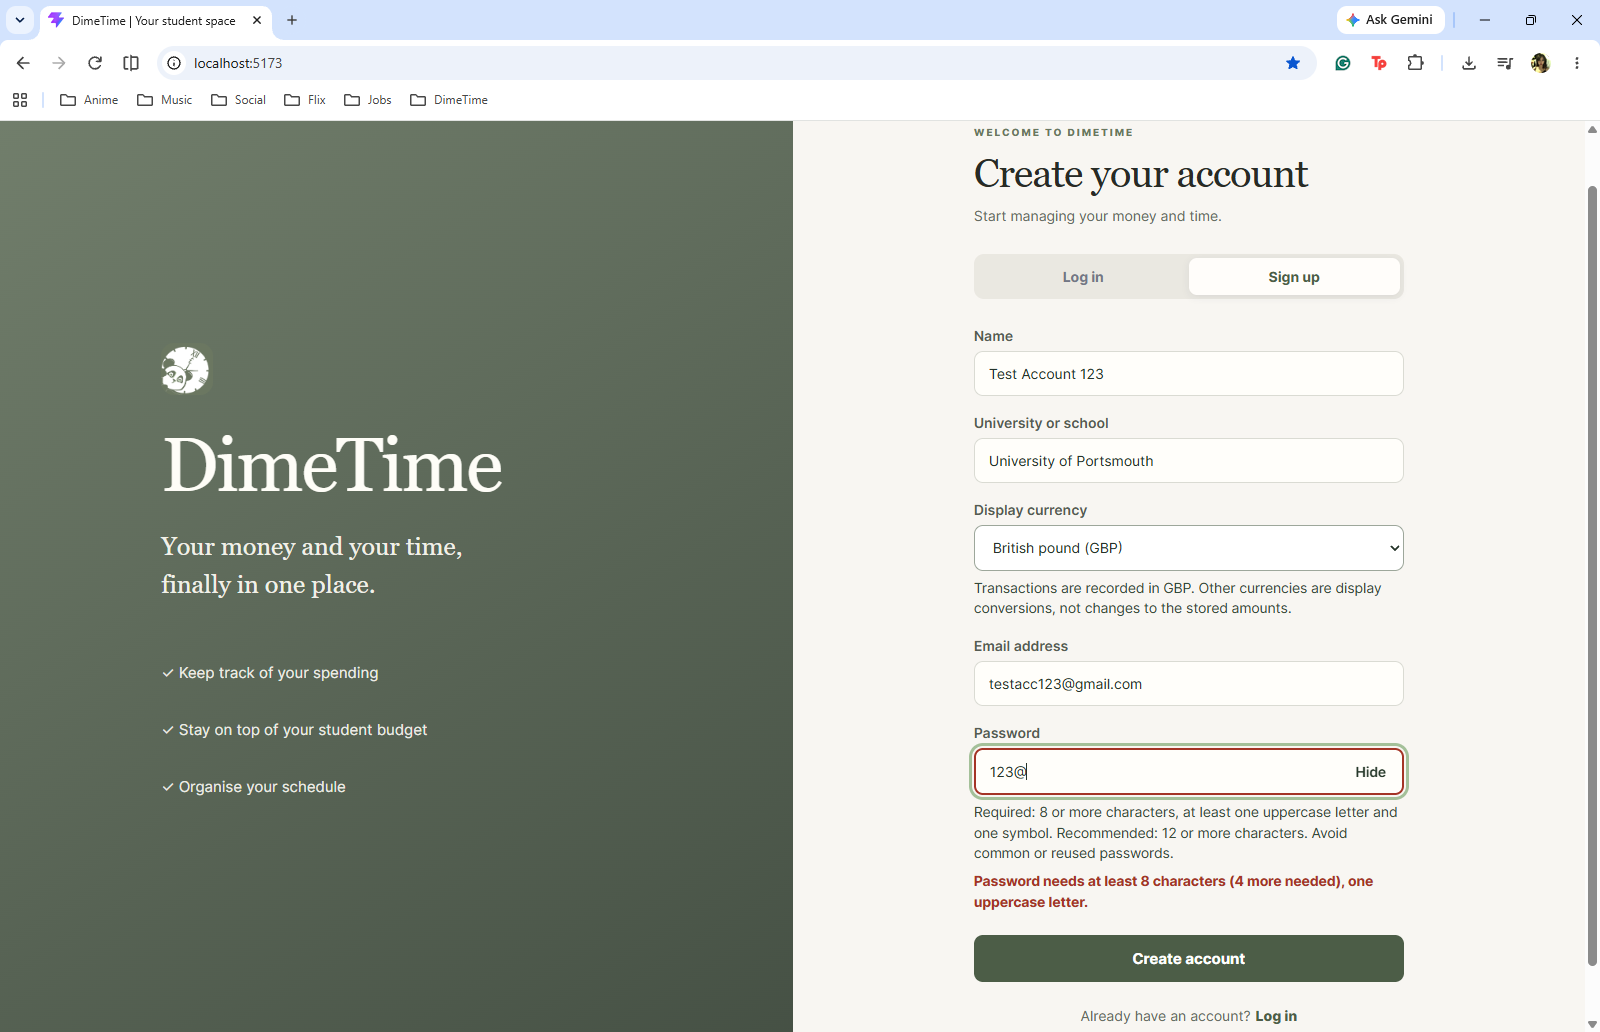 DimeTime | Your student space
Ask Gemini
localhost:5173
Anime
Music
Social
Flix
Jobs
DimeTime
DimeTime
Your money and your time,
finally in one place.
✓ Keep track of your spending
✓ Stay on top of your student budget
✓ Organise your schedule
WELCOME TO DIMETIME
Create your account
Start managing your money and time.
Log in
Sign up
Name
Test Account 123
University or school
University of Portsmouth
Display currency
British pound (GBP)
Transactions are recorded in GBP. Other currencies are display
conversions, not changes to the stored amounts.
Email address
testacc123@gmail.com
Password
123@
Hide
Required: 8 or more characters, at least one uppercase letter and
one symbol. Recommended: 12 or more characters. Avoid
common or reused passwords.
Password needs at least 8 characters (4 more needed), one
uppercase letter.
Create account
Already have an account? Log in